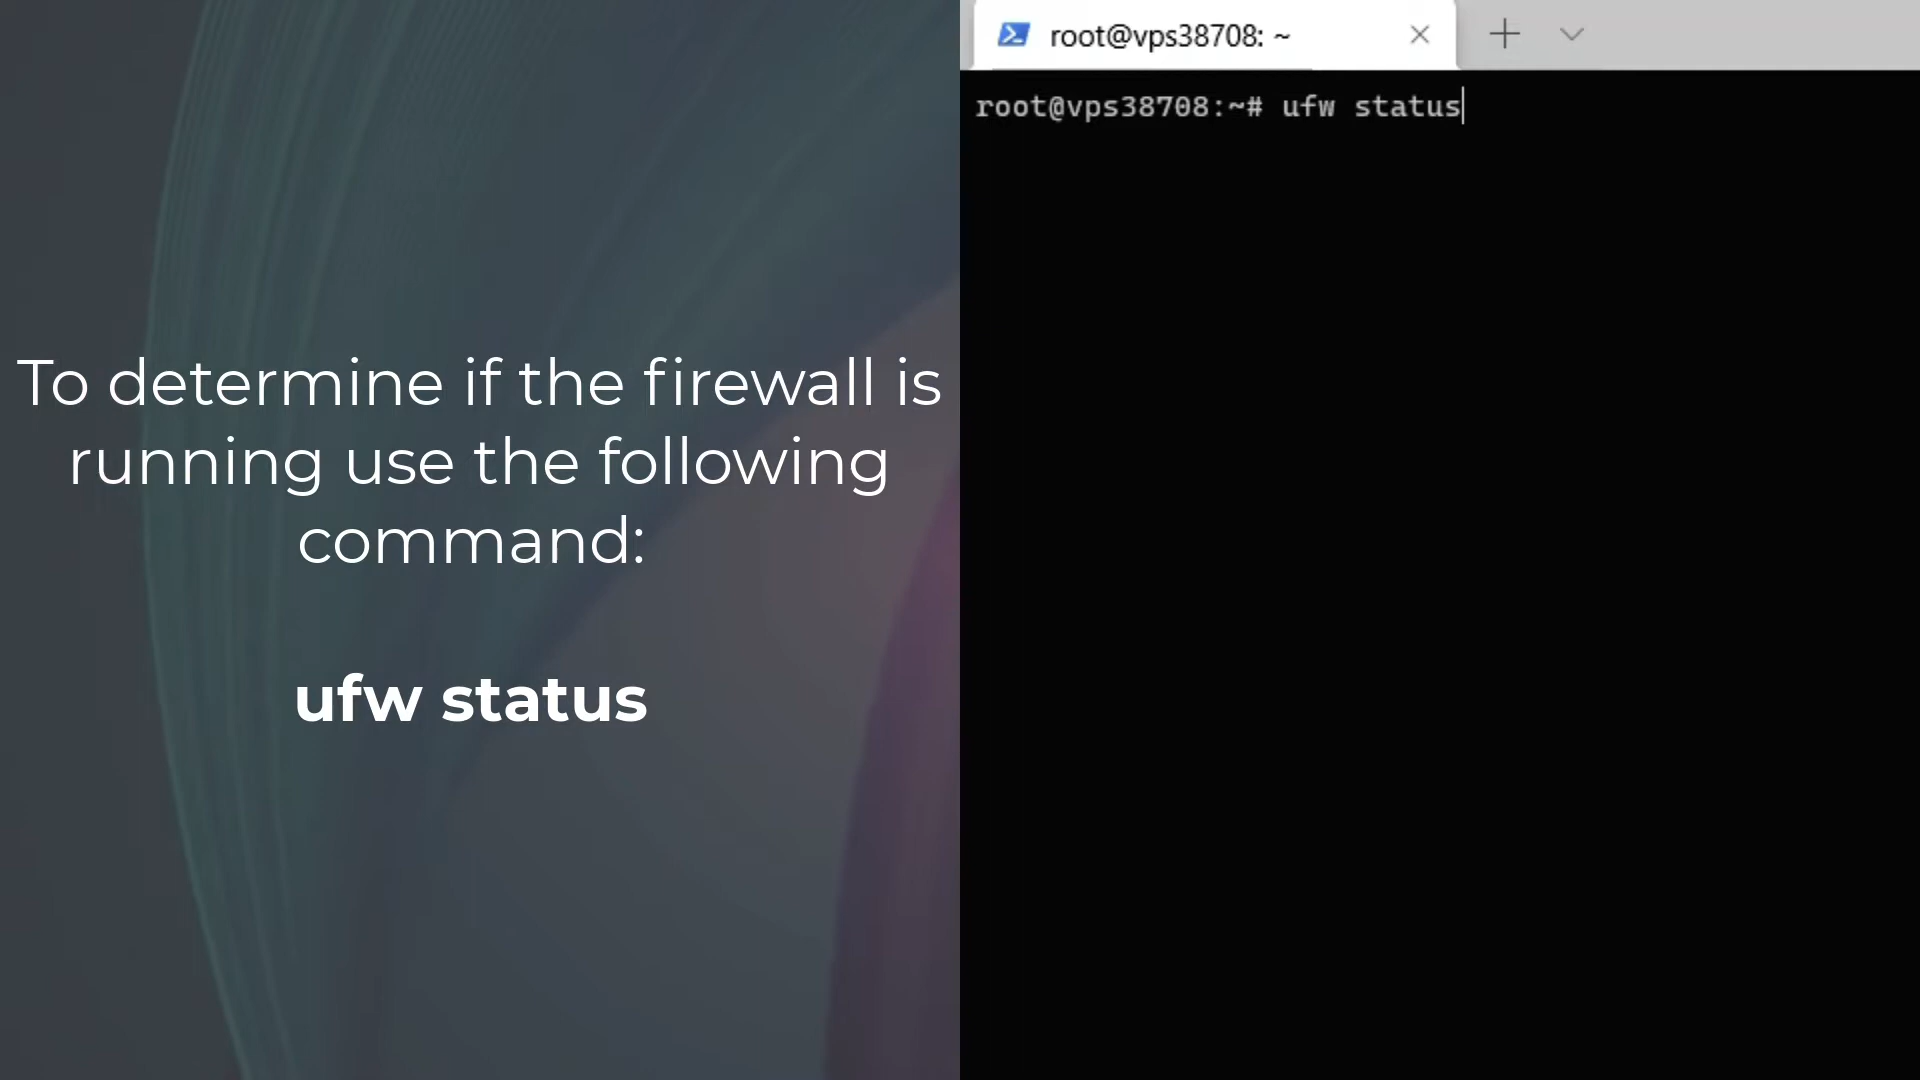 To determine if the firewall is
running use the following
command:
ufw status
root@vps38708: ~
root@vps38708:~# ufw status